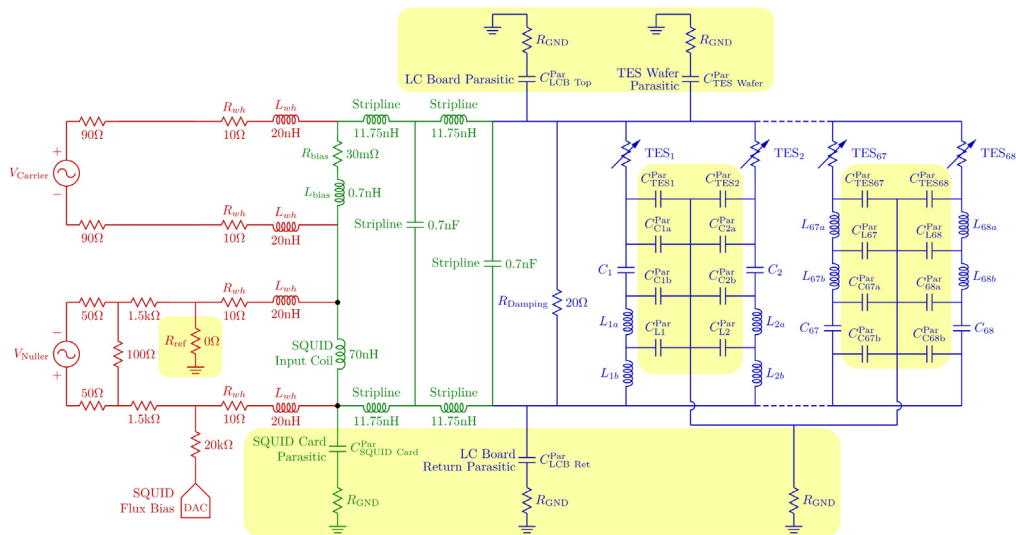 R_GND
R_GND
LC Board Parasitic
C^Par_LCB Top
TES Wafer
Parasitic
C^Par_TES Wafer
R_wh
L_wh
Stripline
Stripline
90Ω
10Ω
20nH
11.75nH
11.75nH
+
V_Carrier
−
R_bias
30mΩ
TES_1
TES_2
TES_67
TES_68
L_bias
0.7nH
C^Par_TES1
C^Par_TES2
C^Par_TES67
C^Par_TES68
R_wh
L_wh
90Ω
10Ω
20nH
Stripline
0.7nF
C^Par_C1a
C^Par_C2a
L_67a
C^Par_L67
C^Par_L68
L_68a
Stripline
0.7nF
C_1
C^Par_C1b
C^Par_C2b
C_2
L_67b
C^Par_C67a
C^Par_68a
L_68b
R_wh
L_wh
50Ω
1.5kΩ
10Ω
20nH
R_Damping
20Ω
−
V_Nuller
+
100Ω
R_ref
0Ω
SQUID
Input Coil
70nH
L_1a
C^Par_L1
C^Par_L2
L_2a
C_67
C^Par_C67b
C^Par_C68b
C_68
L_1b
L_2b
R_wh
L_wh
Stripline
Stripline
50Ω
1.5kΩ
10Ω
20nH
11.75nH
11.75nH
20kΩ
SQUID Card
Parasitic
C^Par_SQUID Card
LC Board
Return Parasitic
C^Par_LCB Ret
SQUID
Flux Bias
DAC
R_GND
R_GND
R_GND